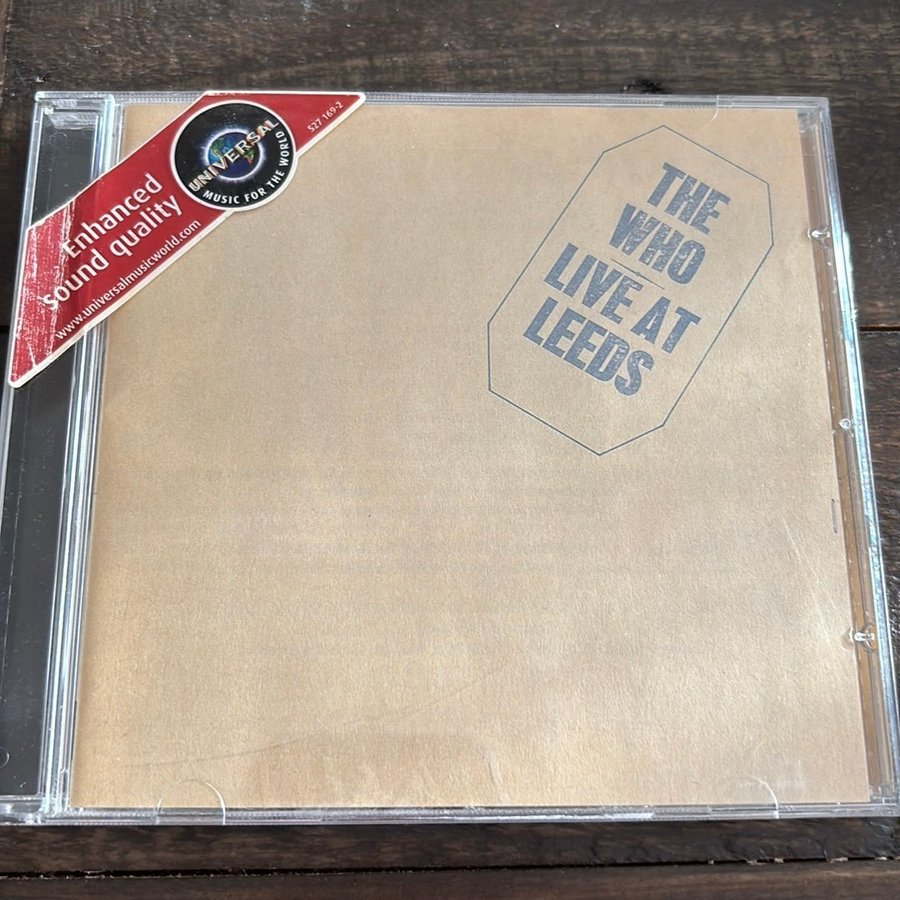 Enhanced
Sound quality
www.universalmusicworld.com
UNIVERSAL
MUSIC FOR THE WORLD
527 169-2
THE
WHO
LIVE AT
LEEDS